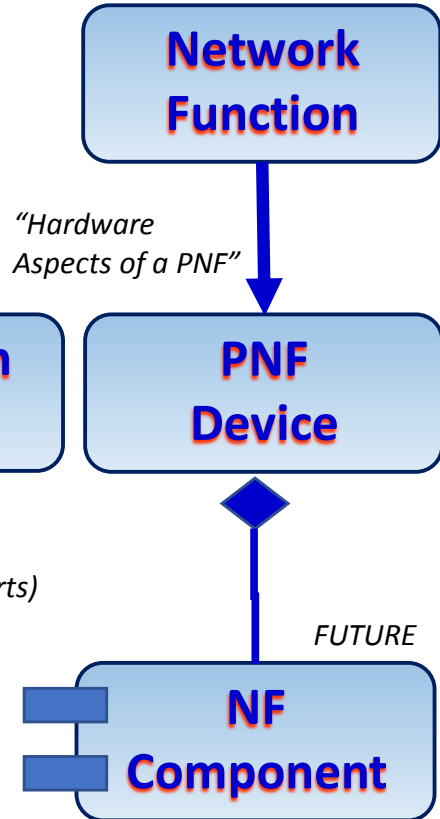 Network
Function
“Hardware
Aspects of a PNF”
PNF
Device
FUTURE
NF
Component